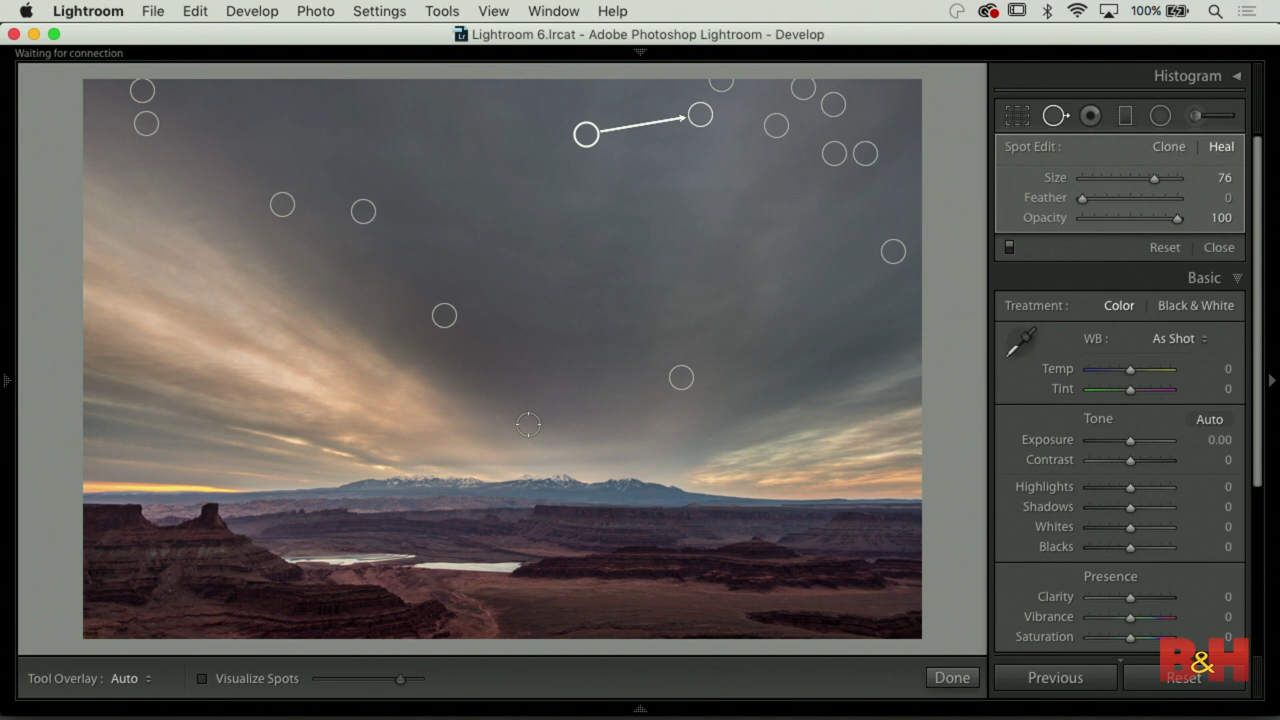 Lightroom File Edit Develop Photo Settings Tools View Window Help 100%
Lr Lightroom 6.lrcat - Adobe Photoshop Lightroom - Develop
Waiting for connection
Histogram
Spot Edit : Clone | Heal
Size 76
Feather 0
Opacity 100
Reset | Close
Basic
Treatment : Color | Black & White
WB : As Shot
Temp 0
Tint 0
Tone Auto
Exposure 0.00
Contrast 0
Highlights 0
Shadows 0
Whites 0
Blacks 0
Presence
Clarity 0
Vibrance 0
Saturation 0
B&H
Tool Overlay : Auto Visualize Spots Done Previous Reset